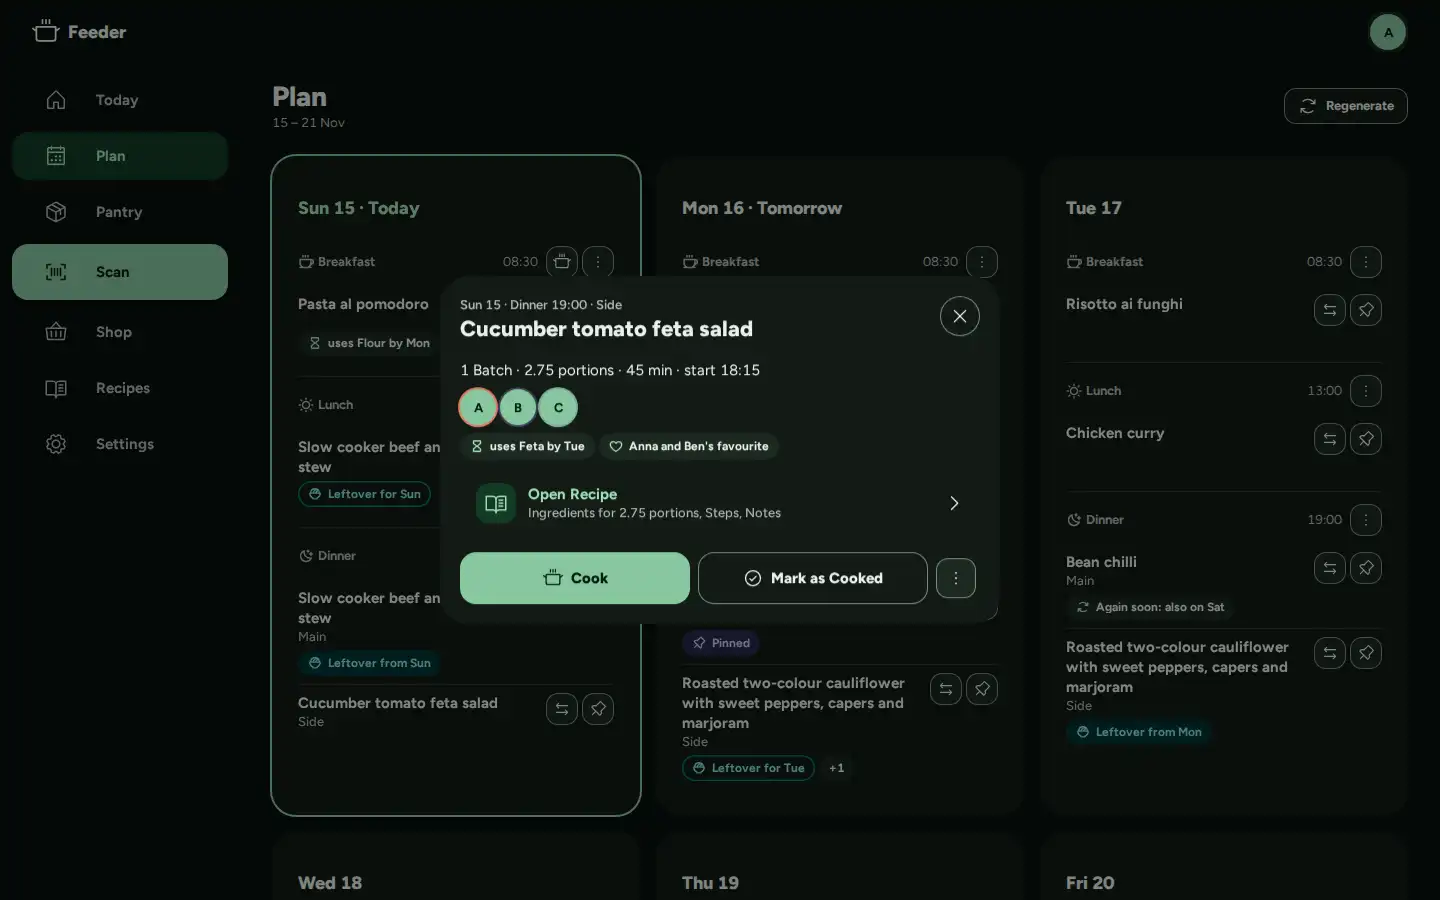 Feeder
A
Today
Plan
Pantry
Scan
Shop
Recipes
Settings
Plan
15 – 21 Nov
Regenerate
Sun 15 · Today
Breakfast
08:30
Pasta al pomodoro
uses Flour by Mon
Lunch
Slow cooker beef an
stew
Leftover for Sun
Dinner
Slow cooker beef an
stew
Main
Leftover from Sun
Cucumber tomato feta salad
Side
Mon 16 · Tomorrow
Breakfast
08:30
Sun 15 · Dinner 19:00 · Side
Cucumber tomato feta salad
1 Batch · 2.75 portions · 45 min · start 18:15
A
B
C
uses Feta by Tue
Anna and Ben's favourite
Open Recipe
Ingredients for 2.75 portions, Steps, Notes
Cook
Mark as Cooked
Pinned
Roasted two-colour cauliflower
with sweet peppers, capers and
marjoram
Side
Leftover for Tue
+1
Tue 17
Breakfast
08:30
Risotto ai funghi
Lunch
13:00
Chicken curry
Dinner
19:00
Bean chilli
Main
Again soon: also on Sat
Roasted two-colour cauliflower
with sweet peppers, capers and
marjoram
Side
Leftover from Mon
Wed 18
Thu 19
Fri 20